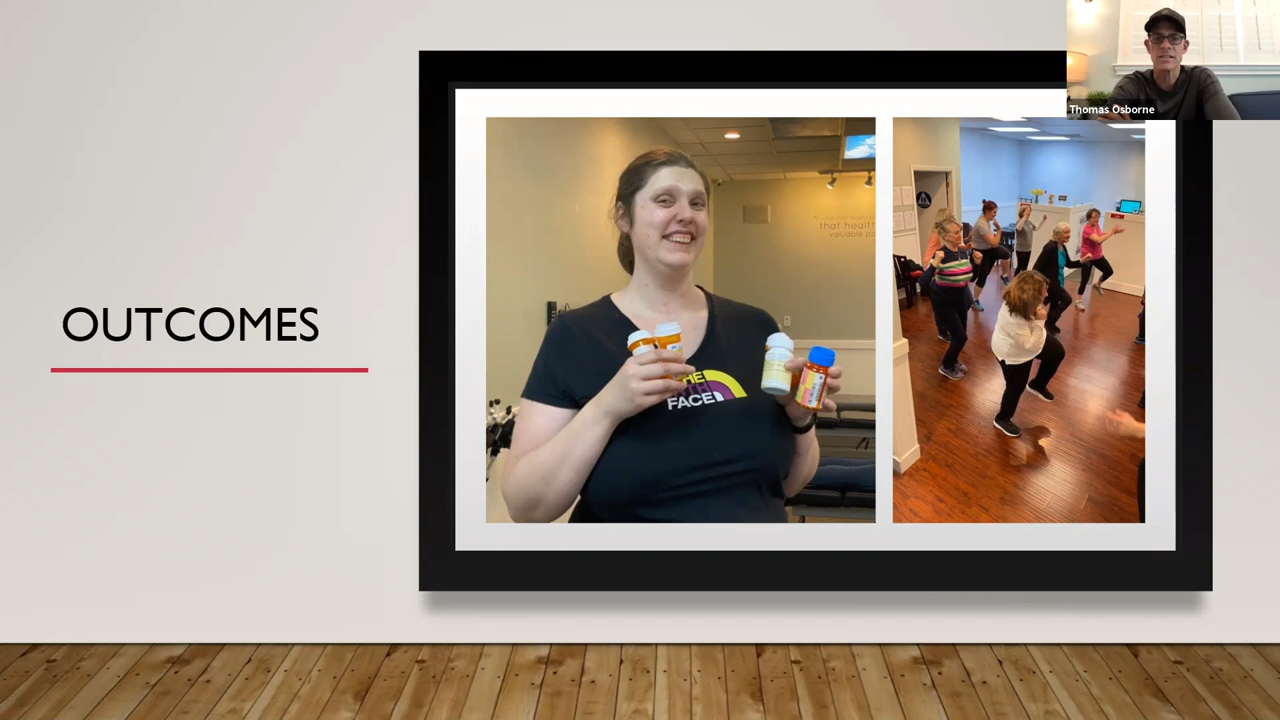 OUTCOMES
Thomas Osborne
that health
valuable
THE
FACE